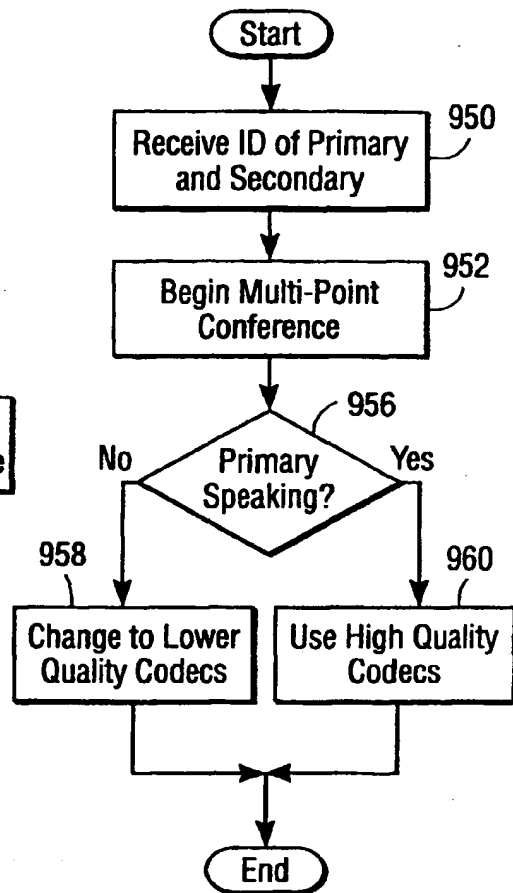 Start
950
Receive ID of Primary
and Secondary
952
Begin Multi-Point
Conference
956
No
Primary
Speaking?
Yes
958
Change to Lower
Quality Codecs
960
Use High Quality
Codecs
End